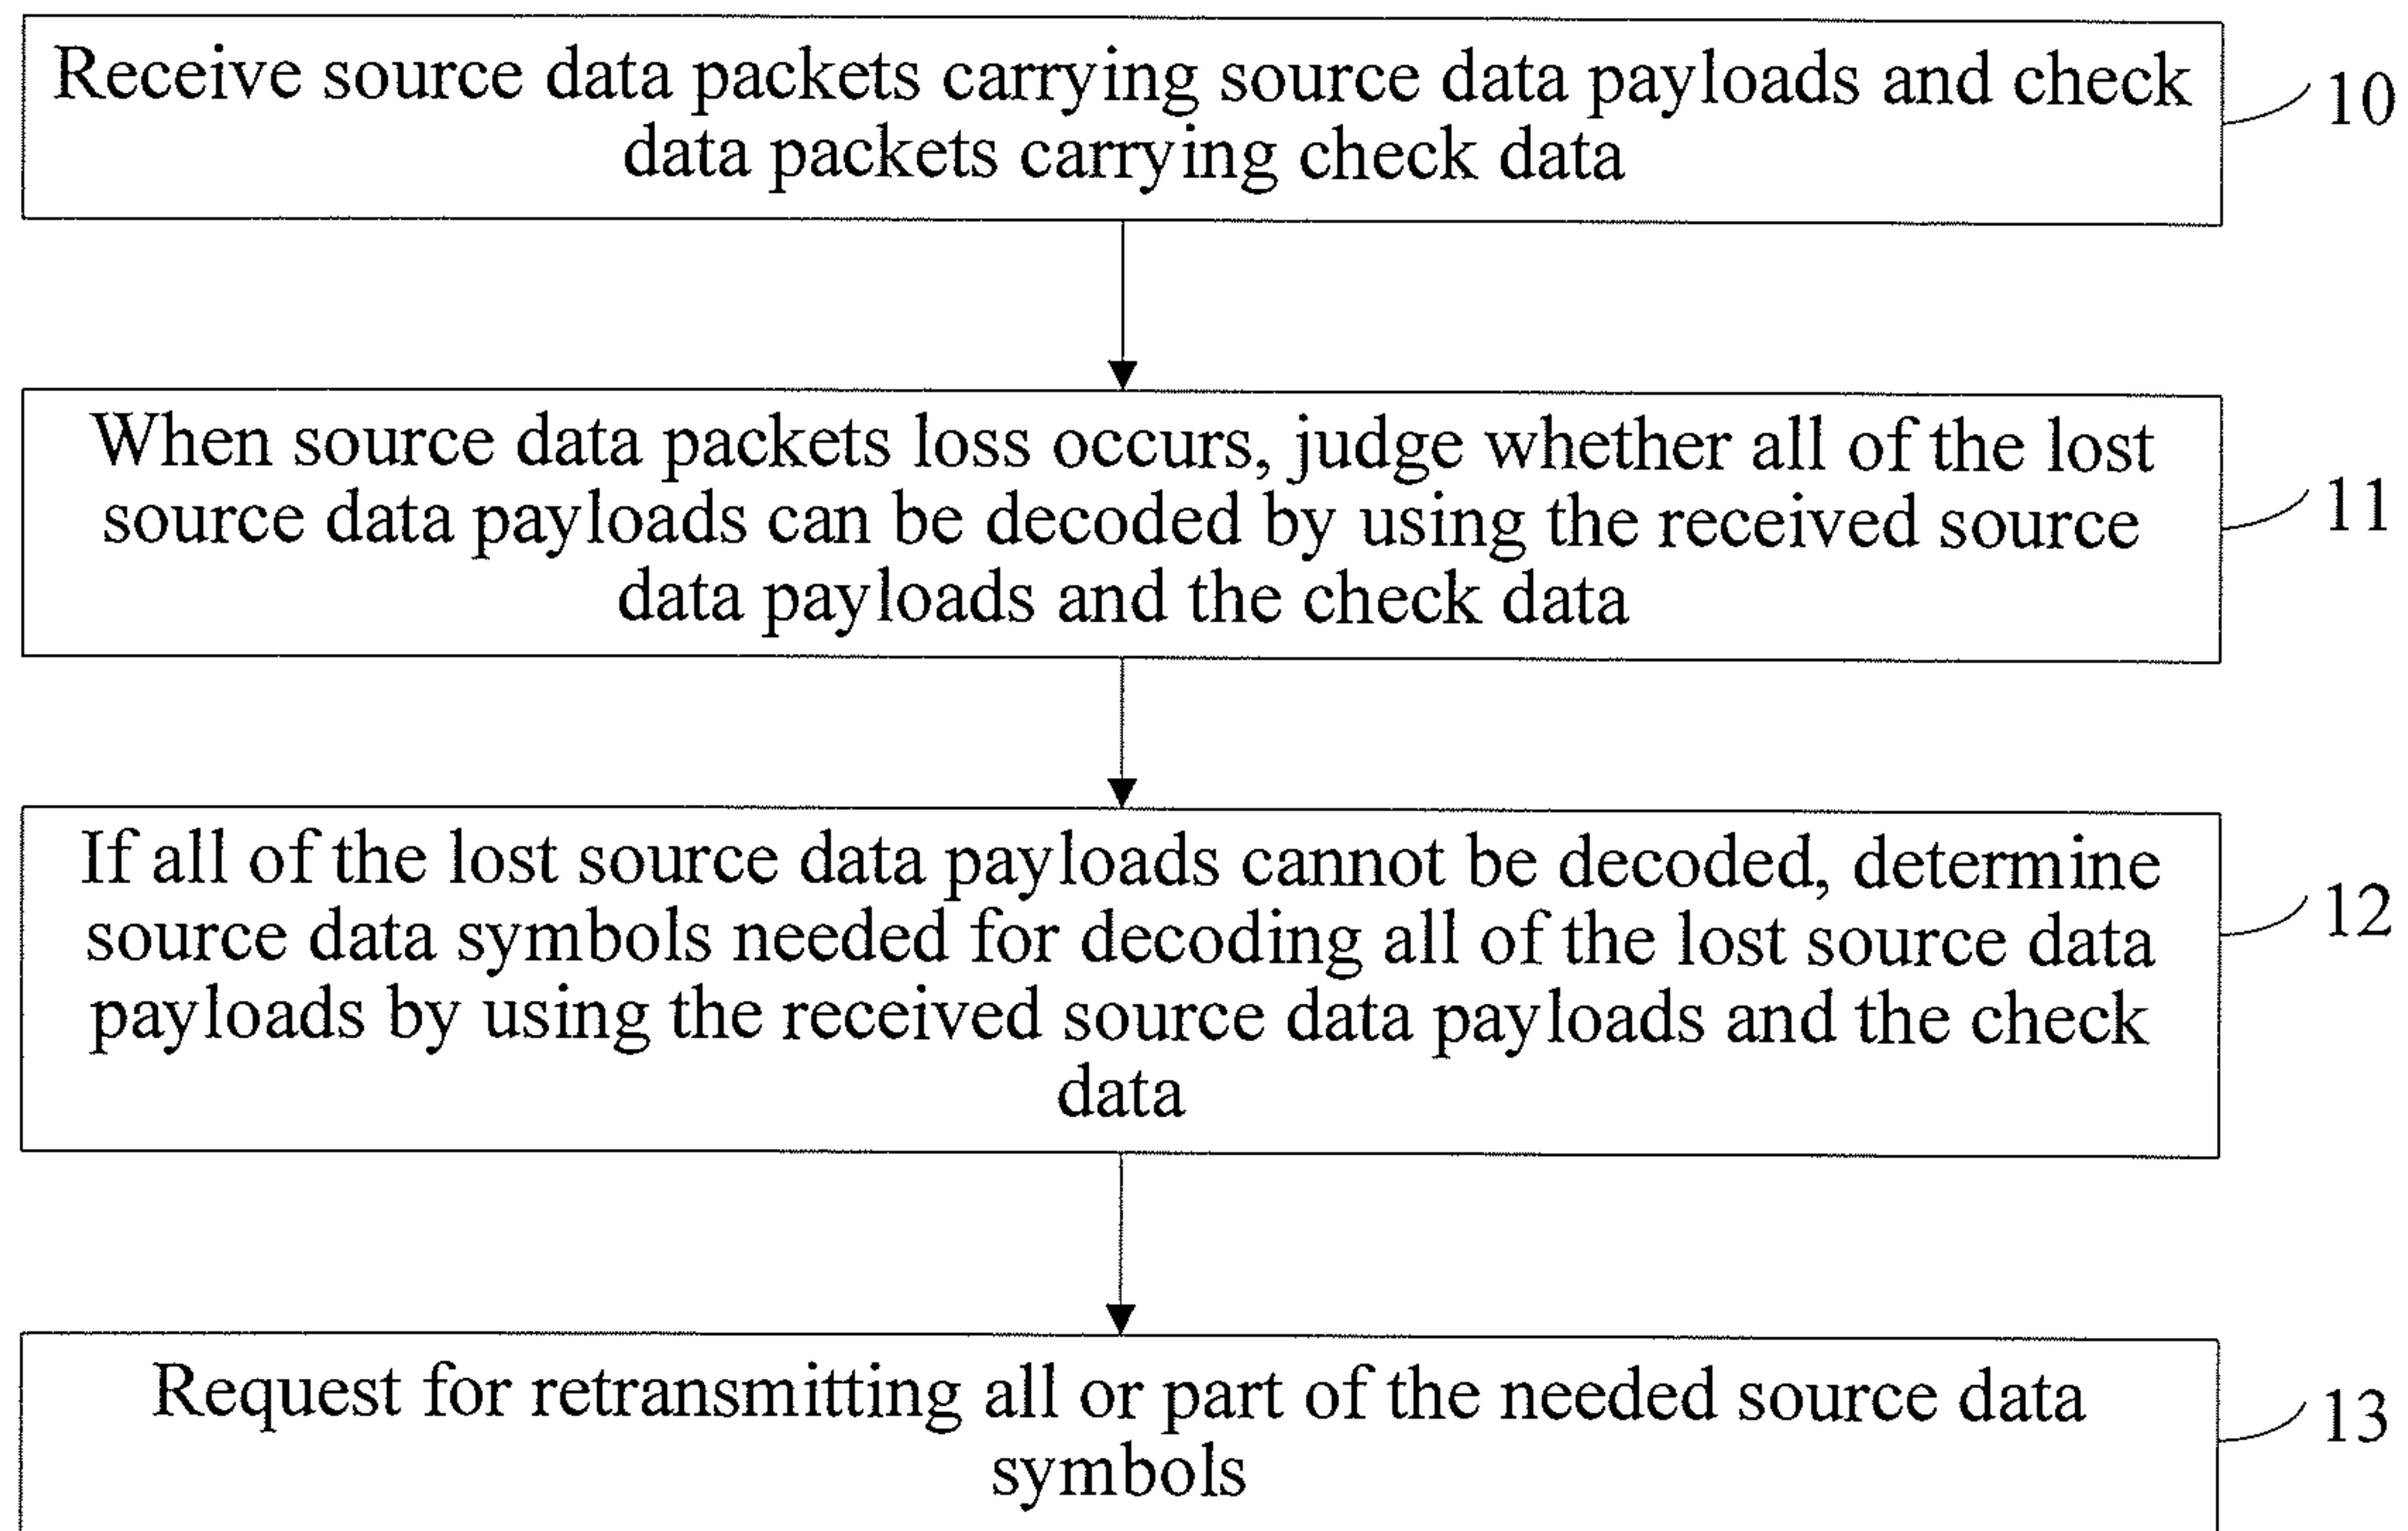 Receive source data packets carrying source data payloads and check
data packets carrying check data
10
When source data packets loss occurs, judge whether all of the lost
source data payloads can be decoded by using the received source
data payloads and the check data
11
If all of the lost source data payloads cannot be decoded, determine
source data symbols needed for decoding all of the lost source data
payloads by using the received source data payloads and the check
data
12
Request for retransmitting all or part of the needed source data
symbols
13